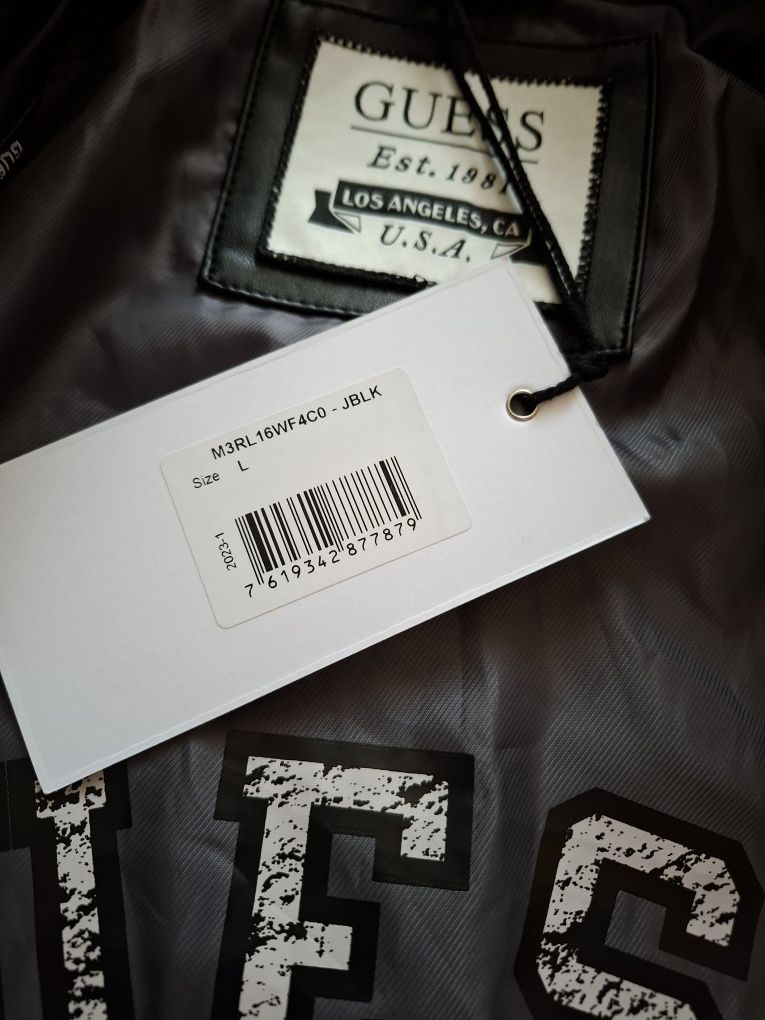 GUESS
Est. 1981
LOS ANGELES, CA
U.S.A.
M3RL16WF4C0 - JBLK
Size L
2023-1
7 619342 877879